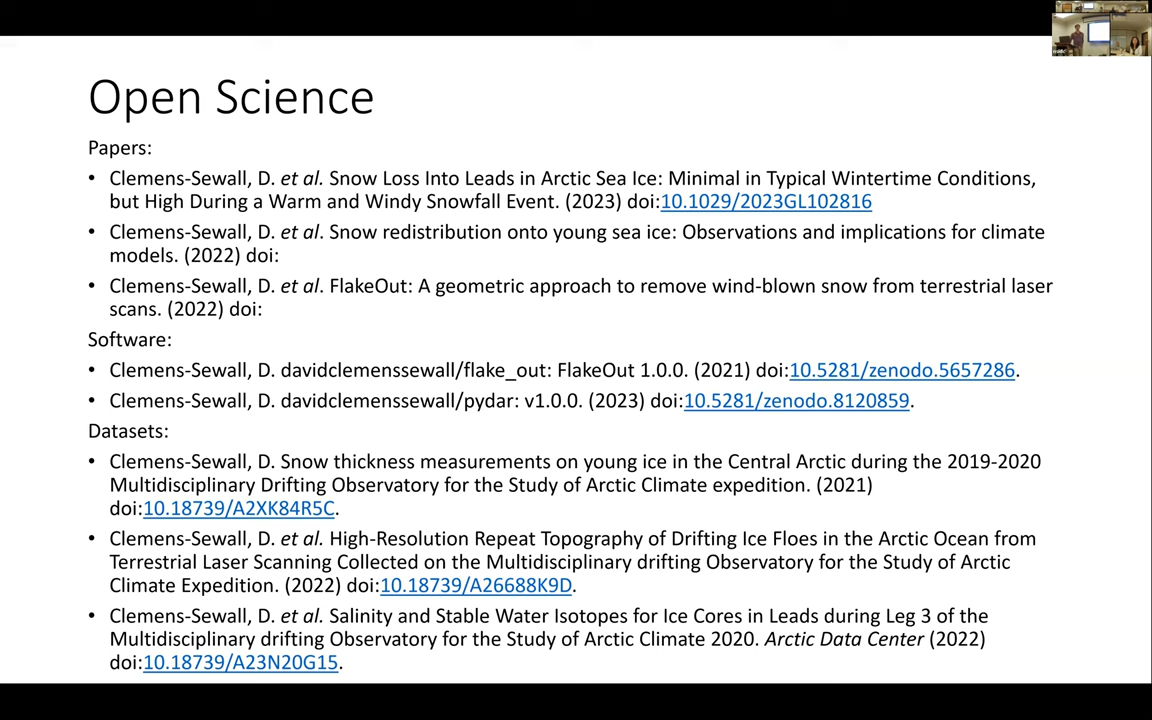 Open Science
Papers:
• Clemens-Sewall, D. et al. Snow Loss Into Leads in Arctic Sea Ice: Minimal in Typical Wintertime Conditions,
but High During a Warm and Windy Snowfall Event. (2023) doi:10.1029/2023GL102816
• Clemens-Sewall, D. et al. Snow redistribution onto young sea ice: Observations and implications for climate
models. (2022) doi:
• Clemens-Sewall, D. et al. FlakeOut: A geometric approach to remove wind-blown snow from terrestrial laser
scans. (2022) doi:
Software:
• Clemens-Sewall, D. davidclemenssewall/flake_out: FlakeOut 1.0.0. (2021) doi:10.5281/zenodo.5657286.
• Clemens-Sewall, D. davidclemenssewall/pydar: v1.0.0. (2023) doi:10.5281/zenodo.8120859.
Datasets:
• Clemens-Sewall, D. Snow thickness measurements on young ice in the Central Arctic during the 2019-2020
Multidisciplinary Drifting Observatory for the Study of Arctic Climate expedition. (2021)
doi:10.18739/A2XK84R5C.
• Clemens-Sewall, D. et al. High-Resolution Repeat Topography of Drifting Ice Floes in the Arctic Ocean from
Terrestrial Laser Scanning Collected on the Multidisciplinary drifting Observatory for the Study of Arctic
Climate Expedition. (2022) doi:10.18739/A26688K9D.
• Clemens-Sewall, D. et al. Salinity and Stable Water Isotopes for Ice Cores in Leads during Leg 3 of the
Multidisciplinary drifting Observatory for the Study of Arctic Climate 2020. Arctic Data Center (2022)
doi:10.18739/A23N20G15.